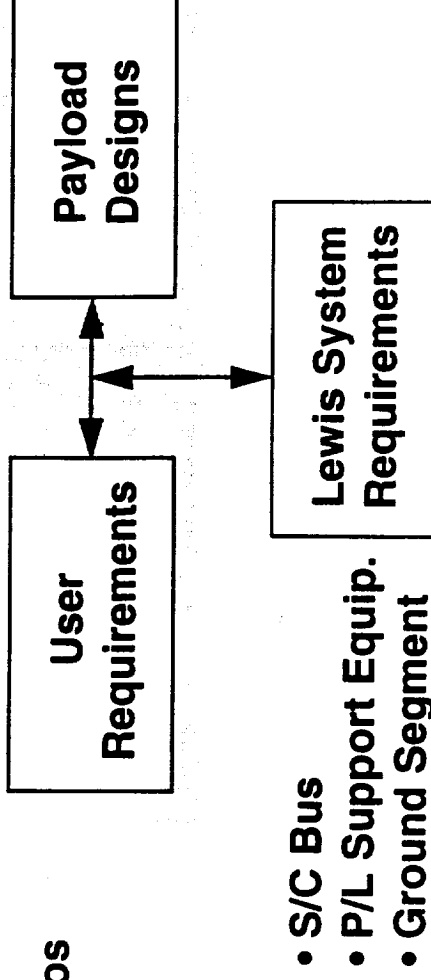 User
Requirements
Payload
Designs
Lewis System
Requirements
• S/C Bus
• P/L Support Equip.
• Ground Segment